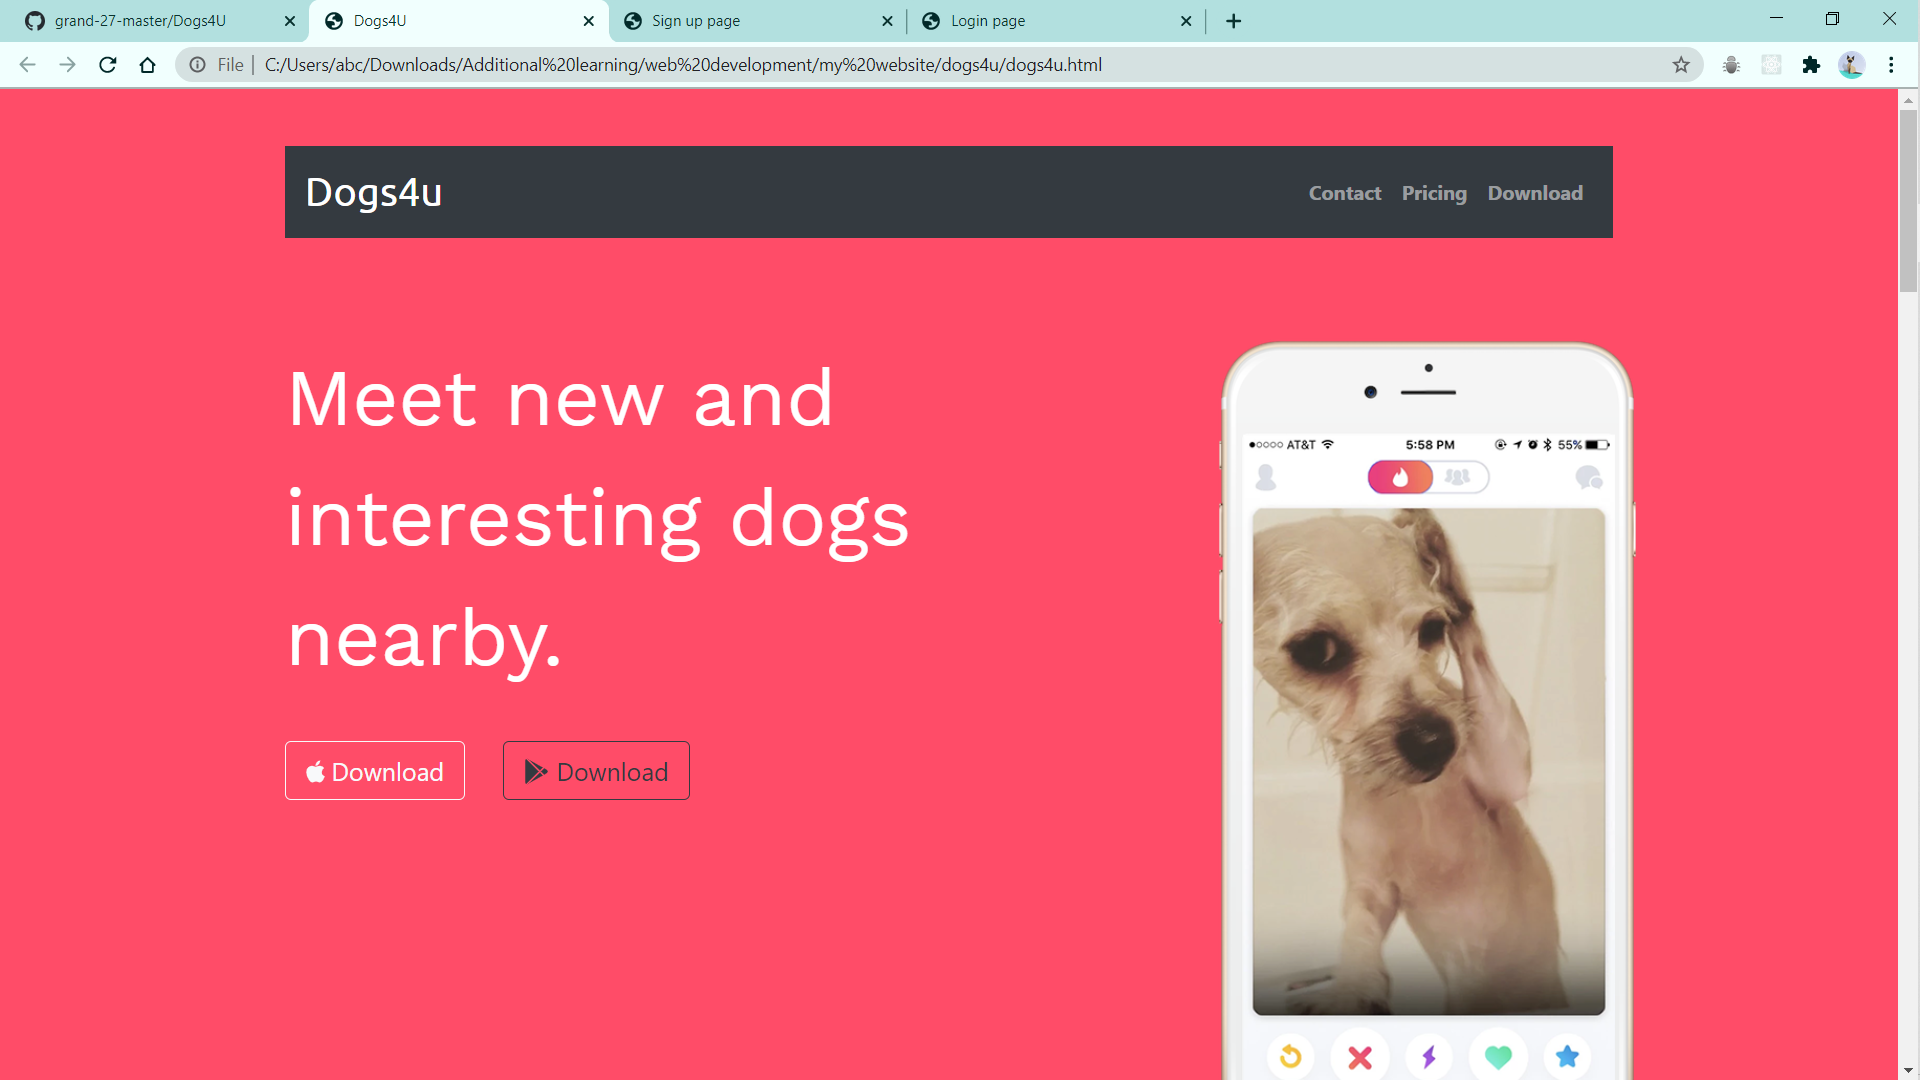 grand-27-master/Dogs4U
Dogs4U
Sign up page
Login page
File | C:/Users/abc/Downloads/Additional%20learning/web%20development/my%20website/dogs4u/dogs4u.html
Dogs4u
Contact Pricing Download
Meet new and
interesting dogs
nearby.
Download
Download
AT&T 5:58 PM 55%